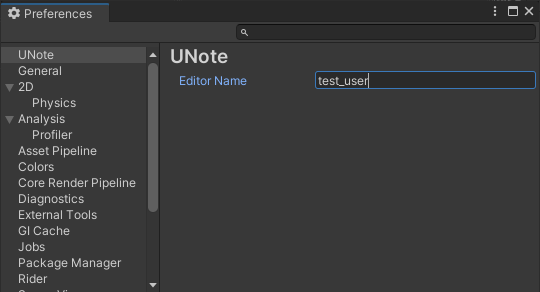 Preferences
UNote
General
2D
Physics
Analysis
Profiler
Asset Pipeline
Colors
Core Render Pipeline
Diagnostics
External Tools
GI Cache
Jobs
Package Manager
Rider
UNote
Editor Name
test_user